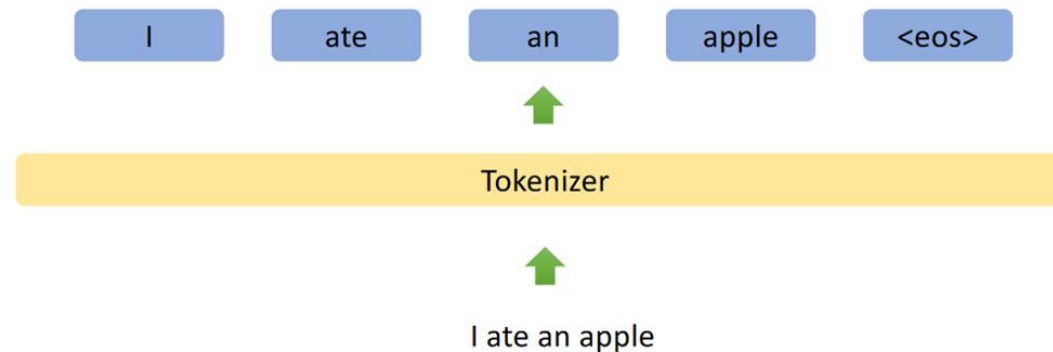 I ate an apple <eos>
Tokenizer
I ate an apple